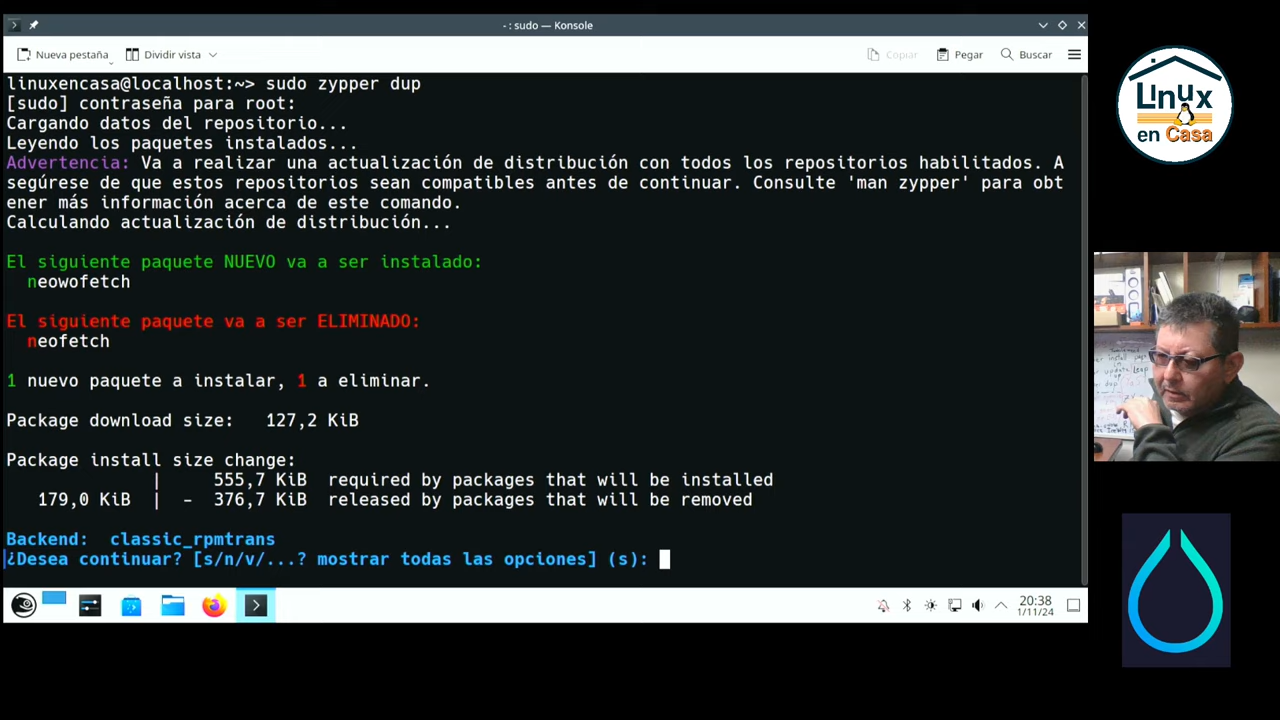 - : sudo — Konsole
Nueva pestaña
Dividir vista
Copiar
Pegar
Buscar
linuxencasa@localhost:~> sudo zypper dup
[sudo] contraseña para root:
Cargando datos del repositorio...
Leyendo los paquetes instalados...
Advertencia: Va a realizar una actualización de distribución con todos los repositorios habilitados. A
segúrese de que estos repositorios sean compatibles antes de continuar. Consulte 'man zypper' para obt
ener más información acerca de este comando.
Calculando actualización de distribución...
El siguiente paquete NUEVO va a ser instalado:
neowofetch
El siguiente paquete va a ser ELIMINADO:
neofetch
1 nuevo paquete a instalar, 1 a eliminar.
Package download size:   127,2 KiB
Package install size change:
|     555,7 KiB  required by packages that will be installed
179,0 KiB  |  -  376,7 KiB  released by packages that will be removed
Backend:  classic_rpmtrans
¿Desea continuar? [s/n/v/...? mostrar todas las opciones] (s):
20:38
1/11/24
Linux
en Casa